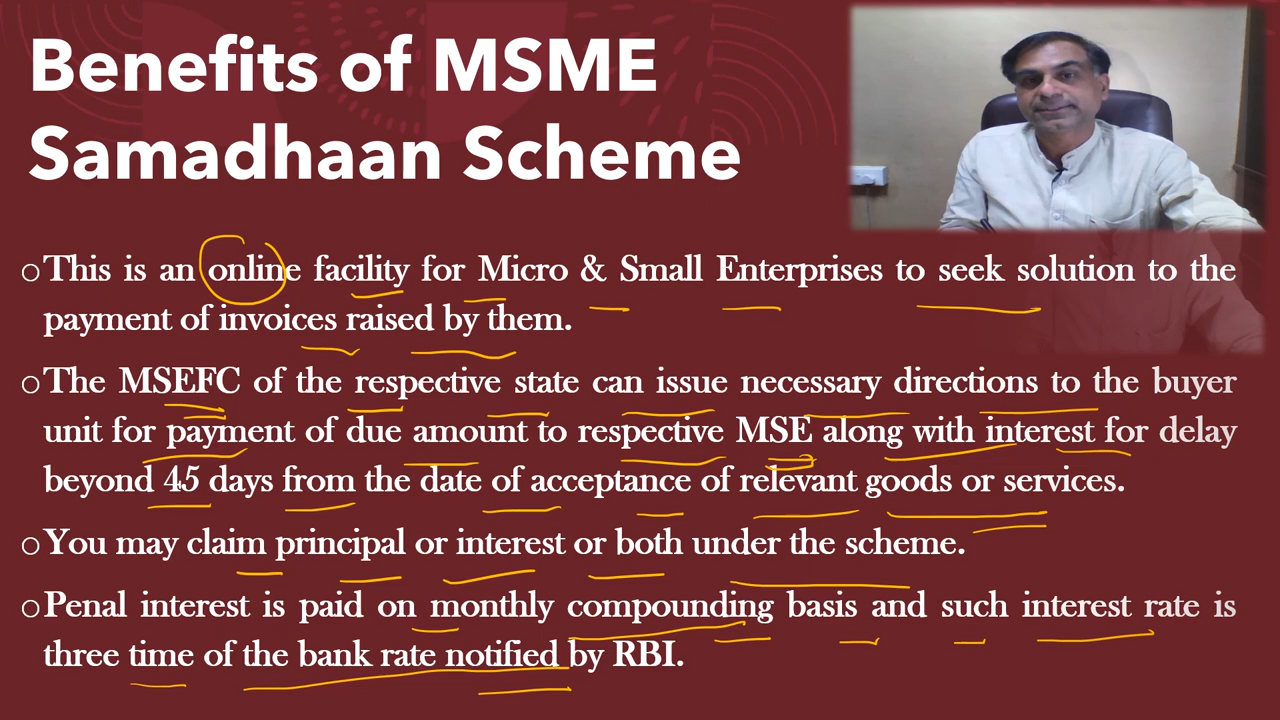 Benefits of MSME
Samadhaan Scheme
○This is an online facility for Micro & Small Enterprises to seek solution to the
payment of invoices raised by them.
○The MSEFC of the respective state can issue necessary directions to the buyer
unit for payment of due amount to respective MSE along with interest for delay
beyond 45 days from the date of acceptance of relevant goods or services.
○You may claim principal or interest or both under the scheme.
○Penal interest is paid on monthly compounding basis and such interest rate is
three time of the bank rate notified by RBI.